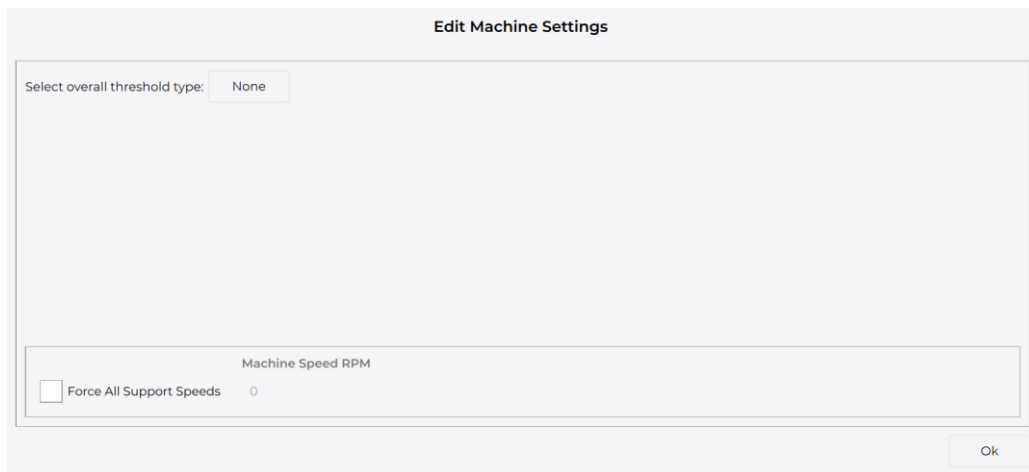 Edit Machine Settings
Select overall threshold type: None
Machine Speed RPM
Force All Support Speeds 0
Ok